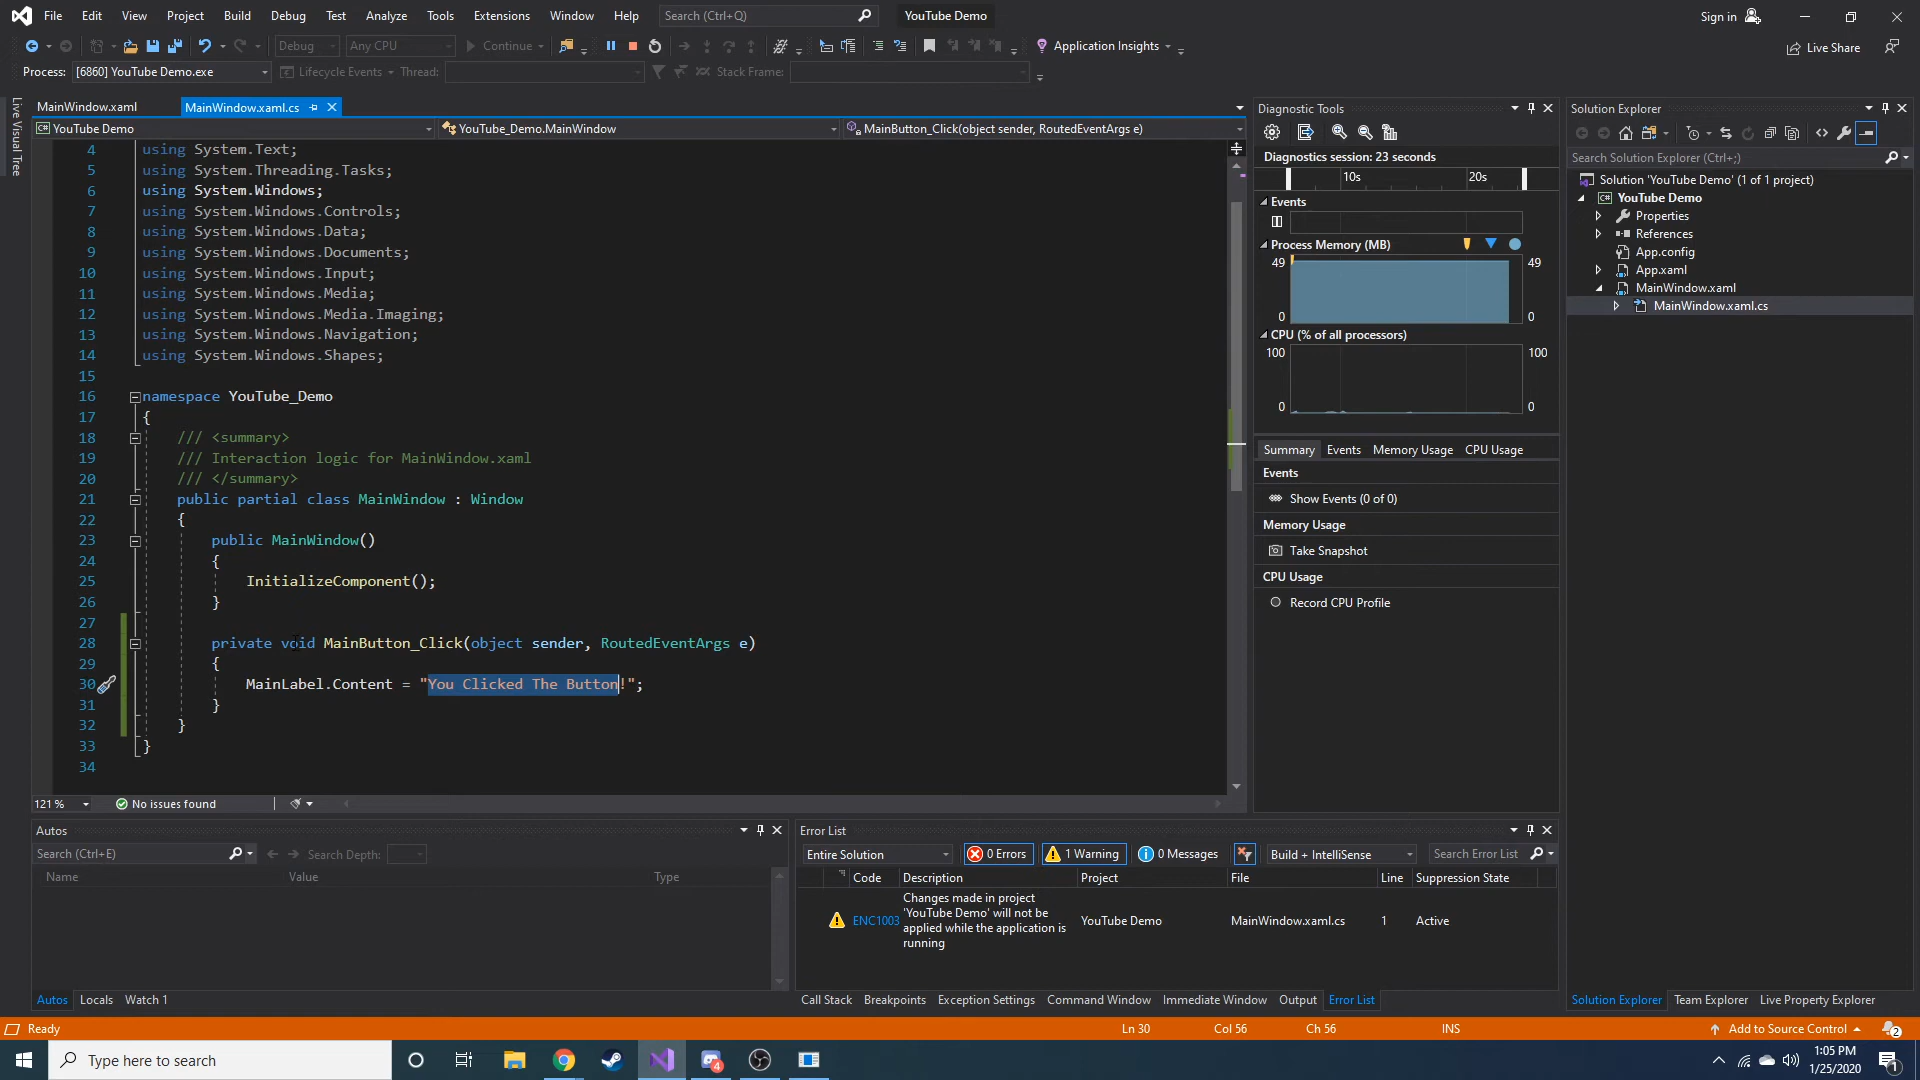 File Edit View Project Build Debug Test Analyze Tools Extensions Window Help Search (Ctrl+Q) YouTube Demo Sign in
Debug Any CPU Continue Application Insights Live Share
Process: [6860] YouTube Demo.exe Lifecycle Events Thread: Stack Frame:
Live Visual Tree
MainWindow.xaml MainWindow.xaml.cs
YouTube Demo YouTube_Demo.MainWindow MainButton_Click(object sender, RoutedEventArgs e)
4 using System.Text;
5 using System.Threading.Tasks;
6 using System.Windows;
7 using System.Windows.Controls;
8 using System.Windows.Data;
9 using System.Windows.Documents;
10 using System.Windows.Input;
11 using System.Windows.Media;
12 using System.Windows.Media.Imaging;
13 using System.Windows.Navigation;
14 using System.Windows.Shapes;
15
16 namespace YouTube_Demo
17 {
18 /// <summary>
19 /// Interaction logic for MainWindow.xaml
20 /// </summary>
21 public partial class MainWindow : Window
22 {
23 public MainWindow()
24 {
25 InitializeComponent();
26 }
27
28 private void MainButton_Click(object sender, RoutedEventArgs e)
29 {
30 MainLabel.Content = "You Clicked The Button!";
31 }
32 }
33 }
34
121 % No issues found
Diagnostic Tools
Diagnostics session: 23 seconds
10s 20s
Events
Process Memory (MB)
49 49
0 0
CPU (% of all processors)
100 100
0 0
Summary Events Memory Usage CPU Usage
Events
Show Events (0 of 0)
Memory Usage
Take Snapshot
CPU Usage
Record CPU Profile
Solution Explorer
Search Solution Explorer (Ctrl+;)
Solution 'YouTube Demo' (1 of 1 project)
YouTube Demo
Properties
References
App.config
App.xaml
MainWindow.xaml
MainWindow.xaml.cs
Autos
Search (Ctrl+E) Search Depth:
Name Value Type
Autos Locals Watch 1
Error List
Entire Solution 0 Errors 1 Warning 0 Messages Build + IntelliSense Search Error List
Code Description Project File Line Suppression State
ENC1003 Changes made in project
'YouTube Demo' will not be
applied while the application is
running
YouTube Demo MainWindow.xaml.cs 1 Active
Call Stack Breakpoints Exception Settings Command Window Immediate Window Output Error List
Solution Explorer Team Explorer Live Property Explorer
Ready Ln 30 Col 56 Ch 56 INS Add to Source Control 2
Type here to search 4 1:05 PM
1/25/2020 1